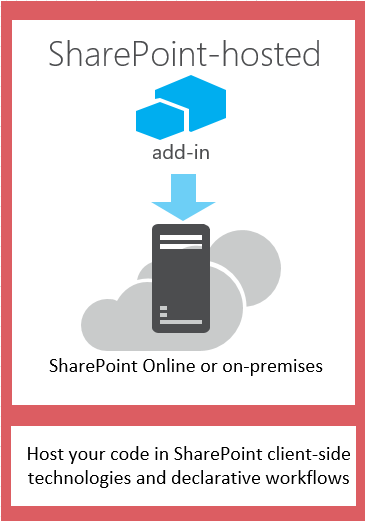 SharePoint-hosted
add-in
SharePoint Online or on-premises
Host your code in SharePoint client-side
technologies and declarative workflows